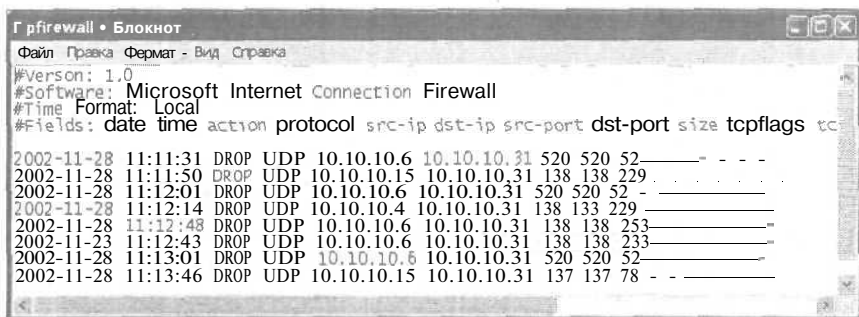 Г pfirewall • Блокнот
Файл Правка Фермат - Вид Справка
#Verson: 1.0
#Software: Microsoft Internet Connection Firewall
#Time Format: Local
#Fields: date time action protocol src-ip dst-ip src-port dst-port size tcpflags tc
2002-11-28 11:11:31 DROP UDP 10.10.10.6 10.10.10.31 520 520 52 - - - -
2002-11-28 11:11:50 DROP UDP 10.10.10.15 10.10.10.31 138 138 229 . . . . . . .
2002-11-28 11:12:01 DROP UDP 10.10.10.6 10.10.10.31 520 520 52 -
2002-11-28 11:12:14 DROP UDP 10.10.10.4 10.10.10.31 138 133 229
2002-11-28 11:12:48 DROP UDP 10.10.10.6 10.10.10.31 138 138 253
2002-11-23 11:12:43 DROP UDP 10.10.10.6 10.10.10.31 138 138 233
2002-11-28 11:13:01 DROP UDP 10.10.10.6 10.10.10.31 520 520 52
2002-11-28 11:13:46 DROP UDP 10.10.10.15 10.10.10.31 137 137 78 - -